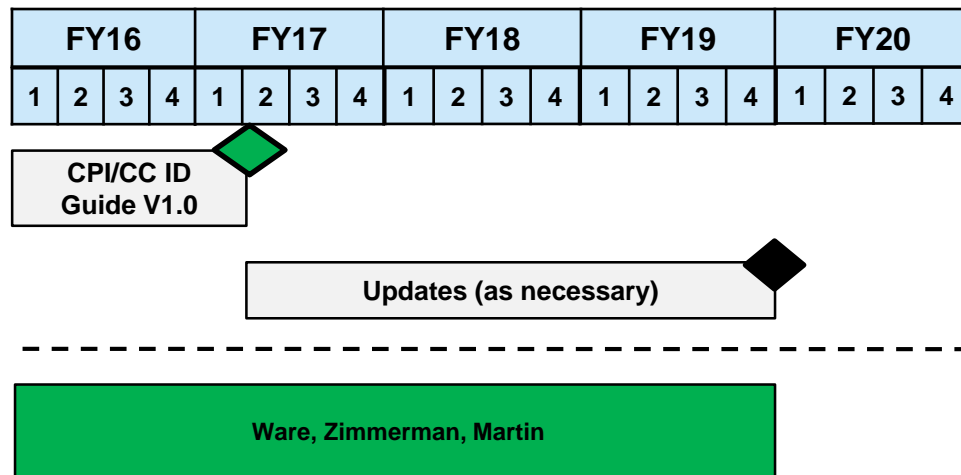 FY16 FY17 FY18 FY19 FY20
1 2 3 4 1 2 3 4 1 2 3 4 1 2 3 4 1 2 3 4
CPI/CC ID
Guide V1.0
Updates (as necessary)
Ware, Zimmerman, Martin